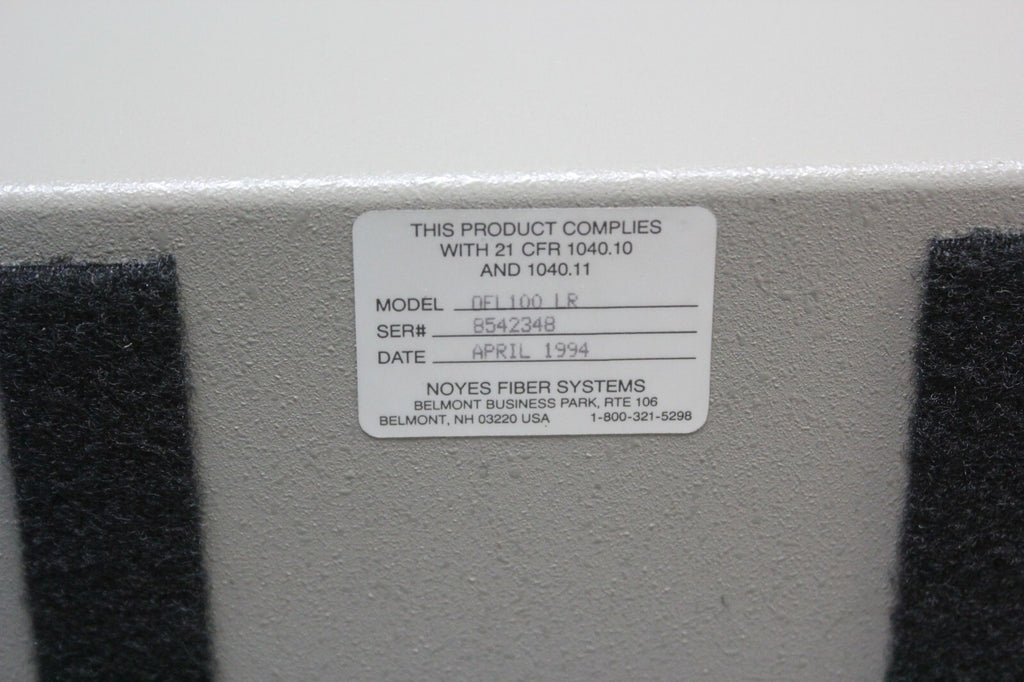 THIS PRODUCT COMPLIES
WITH 21 CFR 1040.10
AND 1040.11
MODEL OFL100 LR
SER# 8542348
DATE APRIL 1994
NOYES FIBER SYSTEMS
BELMONT BUSINESS PARK, RTE 106
BELMONT, NH 03220 USA 1-800-321-5298